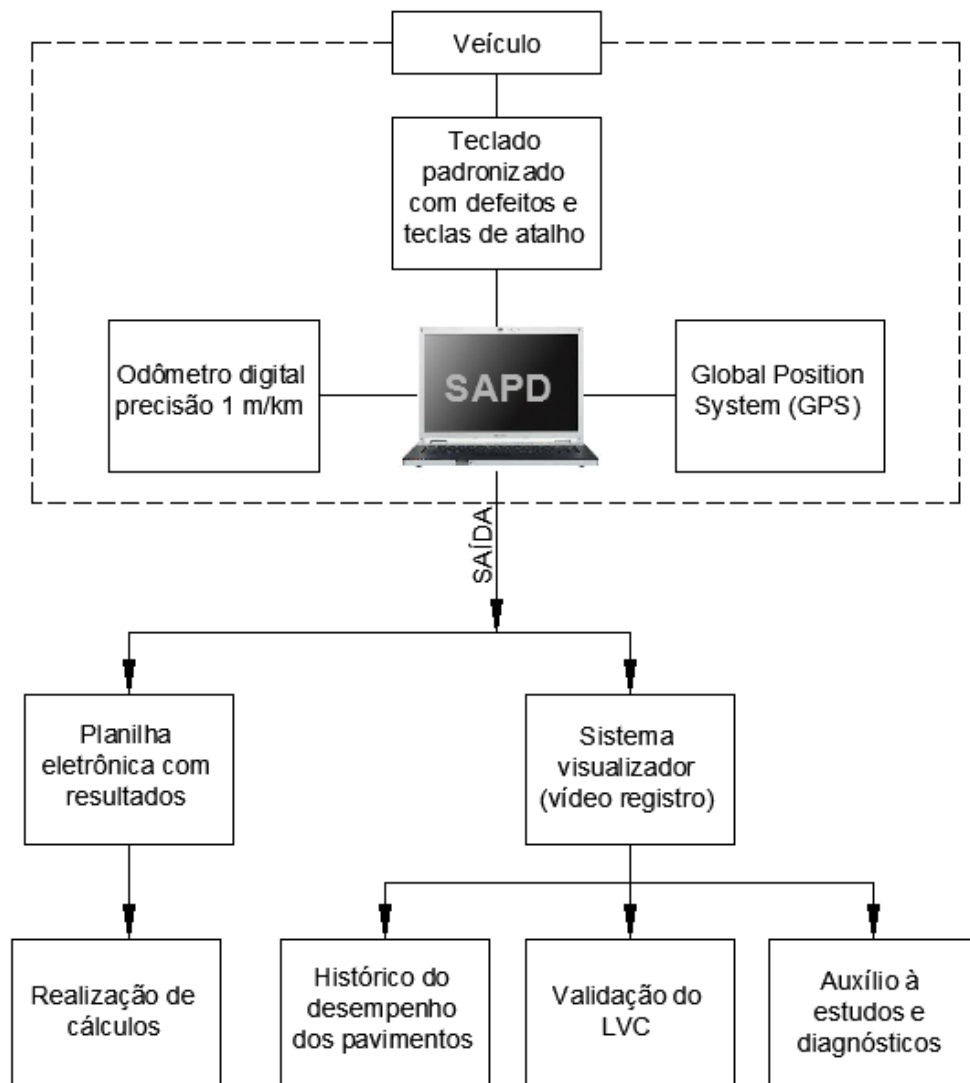 Veículo
Teclado
padronizado
com defeitos e
teclas de atalho
Odômetro digital
precisão 1 m/km
SAPD
Global Position
System (GPS)
SAÍDA
Planilha
eletrônica com
resultados
Sistema
visualizador
(vídeo registro)
Realização de
cálculos
Histórico do
desempenho
dos pavimentos
Validação do
LVC
Auxílio à
estudos e
diagnósticos